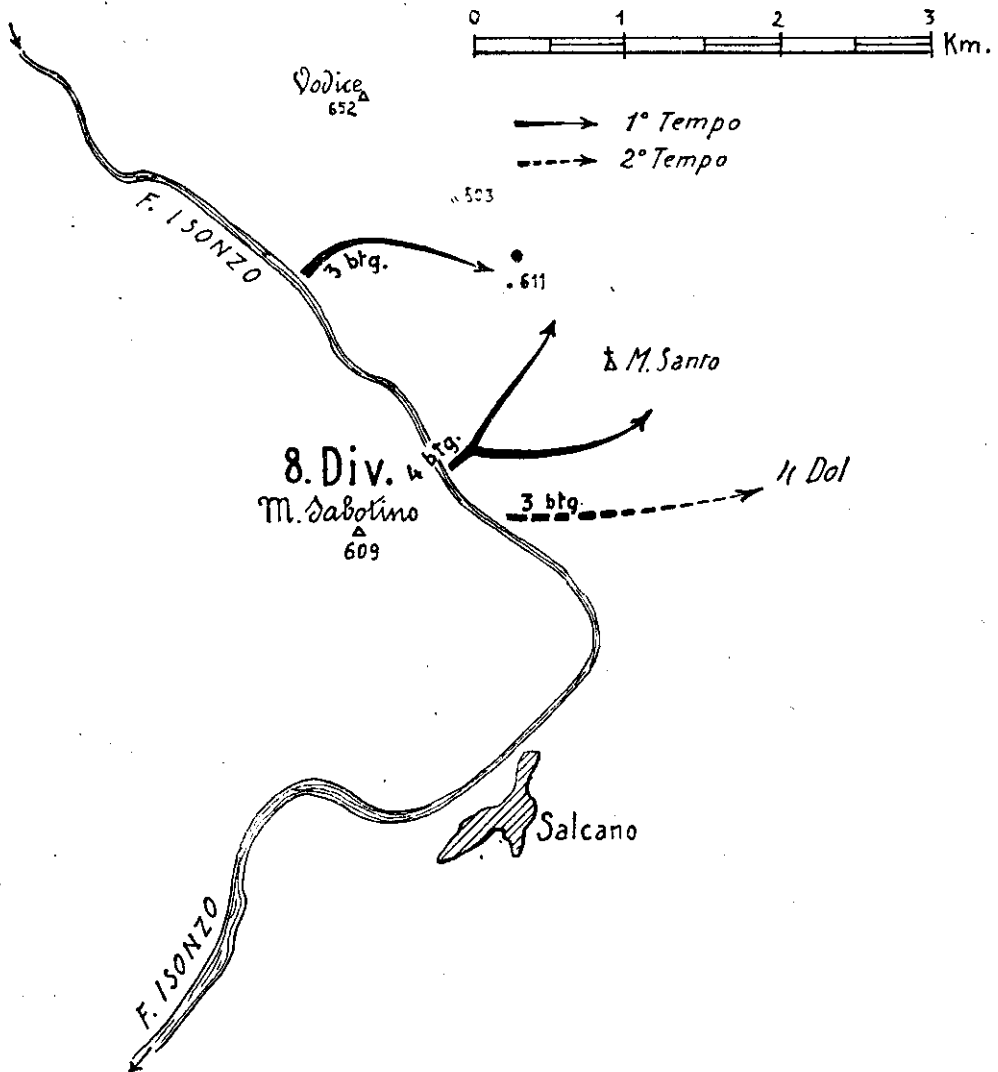 0 1 2 3
Km.
Vodice
652
1° Tempo
2° Tempo
503
F. ISONZO
3 btg.
611
M. Santo
4 btg.
8. Div.
Il Dol
M. Sabotino
3 btg.
609
Salcano
F. ISONZO